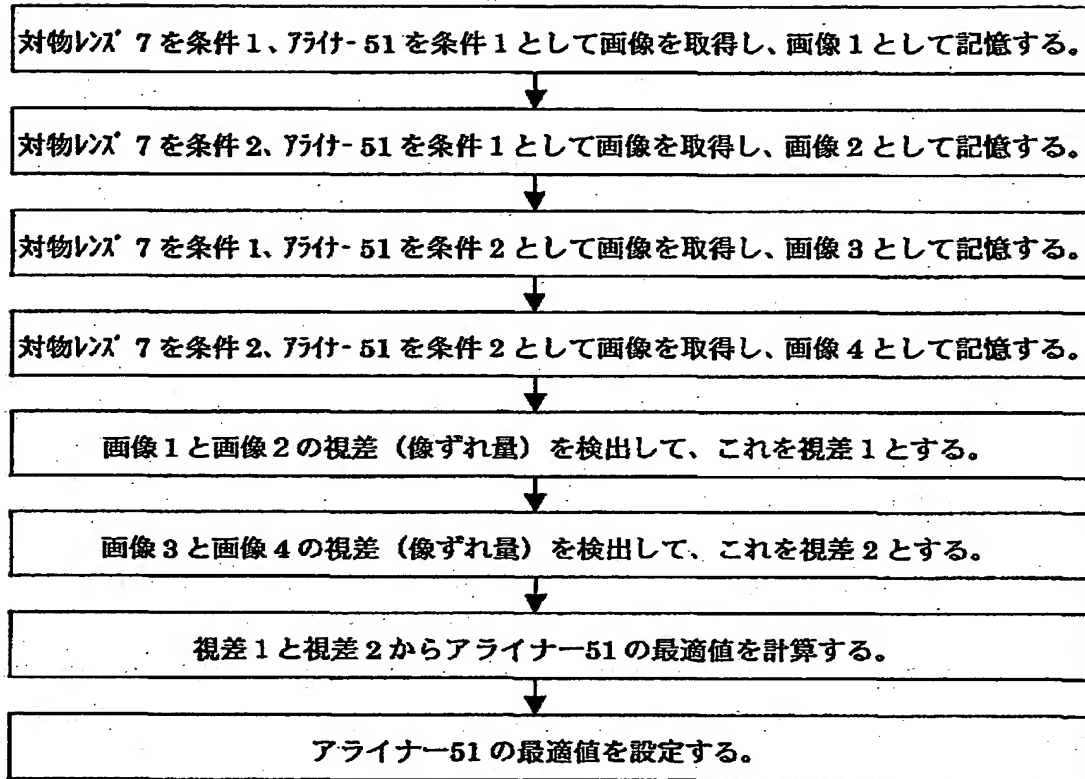 対物ﾚﾝｽﾞ 7 を条件 1、ｱﾗｲﾅｰ 51 を条件 1 として画像を取得し、画像 1 として記憶する。
対物ﾚﾝｽﾞ 7 を条件 2、ｱﾗｲﾅｰ 51 を条件 1 として画像を取得し、画像 2 として記憶する。
対物ﾚﾝｽﾞ 7 を条件 1、ｱﾗｲﾅｰ 51 を条件 2 として画像を取得し、画像 3 として記憶する。
対物ﾚﾝｽﾞ 7 を条件 2、ｱﾗｲﾅｰ 51 を条件 2 として画像を取得し、画像 4 として記憶する。
画像 1 と画像 2 の視差（像ずれ量）を検出して、これを視差 1 とする。
画像 3 と画像 4 の視差（像ずれ量）を検出して、これを視差 2 とする。
視差 1 と視差 2 からアライナー51 の最適値を計算する。
アライナー51 の最適値を設定する。